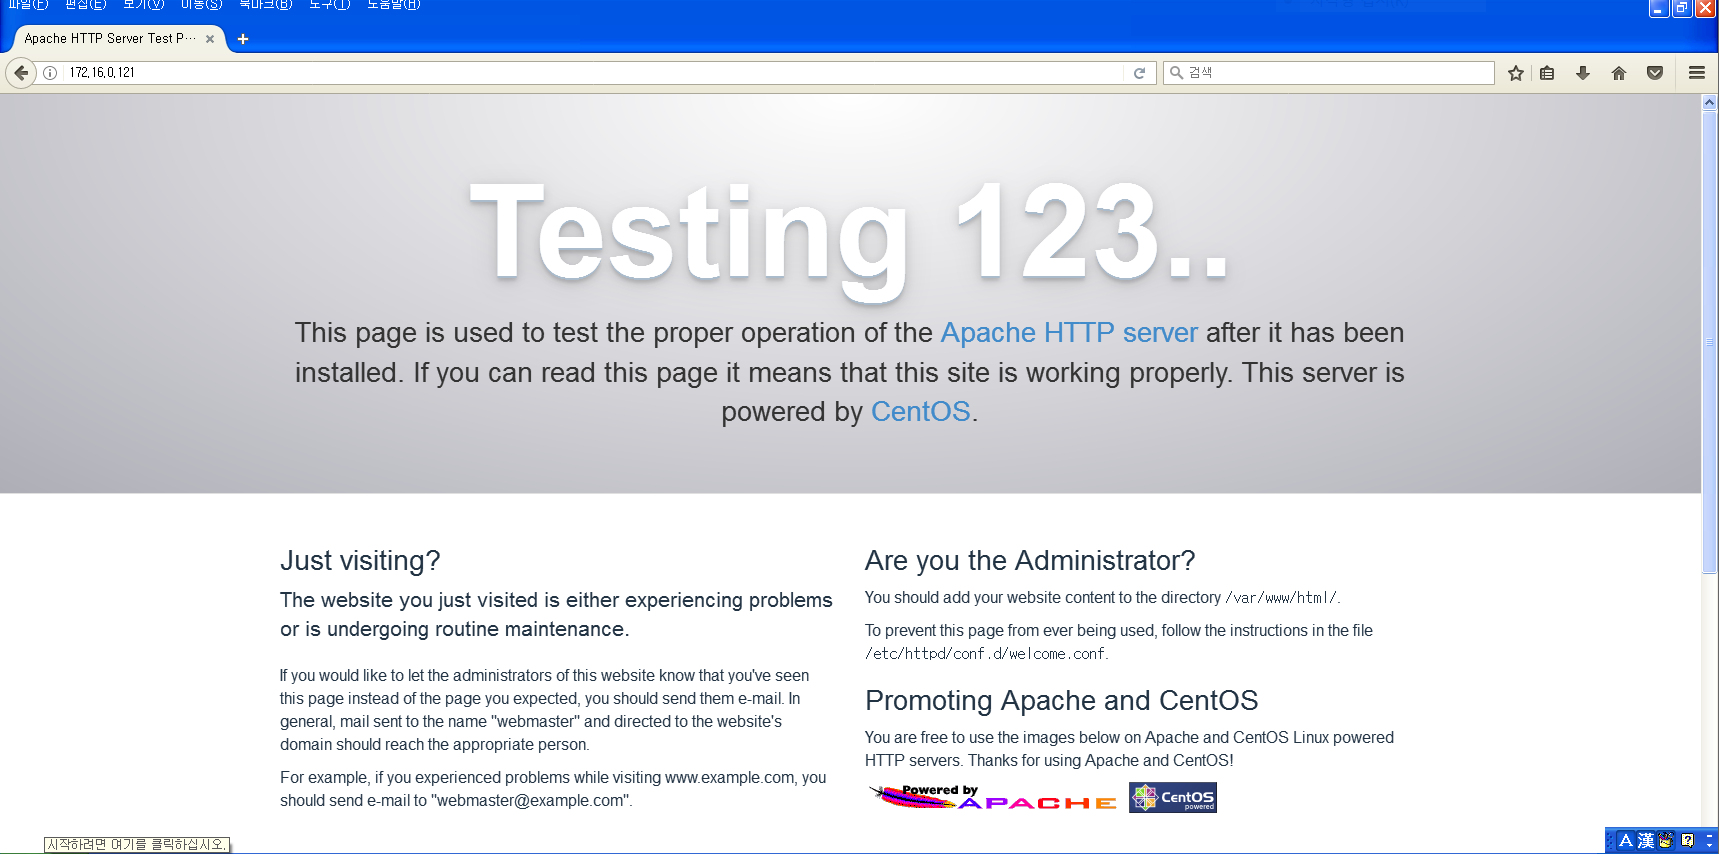 파일(F) 편집(E) 보기(V) 이동(S) 북마크(B) 도구(T) 도움말(H)
Apache HTTP Server Test P···
172.16.0.121
검색
Testing 123..
This page is used to test the proper operation of the Apache HTTP server after it has been
installed. If you can read this page it means that this site is working properly. This server is
powered by CentOS.
Just visiting?
The website you just visited is either experiencing problems
or is undergoing routine maintenance.
If you would like to let the administrators of this website know that you've seen
this page instead of the page you expected, you should send them e-mail. In
general, mail sent to the name "webmaster" and directed to the website's
domain should reach the appropriate person.
For example, if you experienced problems while visiting www.example.com, you
should send e-mail to "webmaster@example.com".
Are you the Administrator?
You should add your website content to the directory /var/www/html/.
To prevent this page from ever being used, follow the instructions in the file
/etc/httpd/conf.d/welcome.conf.
Promoting Apache and CentOS
You are free to use the images below on Apache and CentOS Linux powered
HTTP servers. Thanks for using Apache and CentOS!
Powered by
APACHE
CentOS
powered
시작하려면 여기를 클릭하십시오.
A 漢